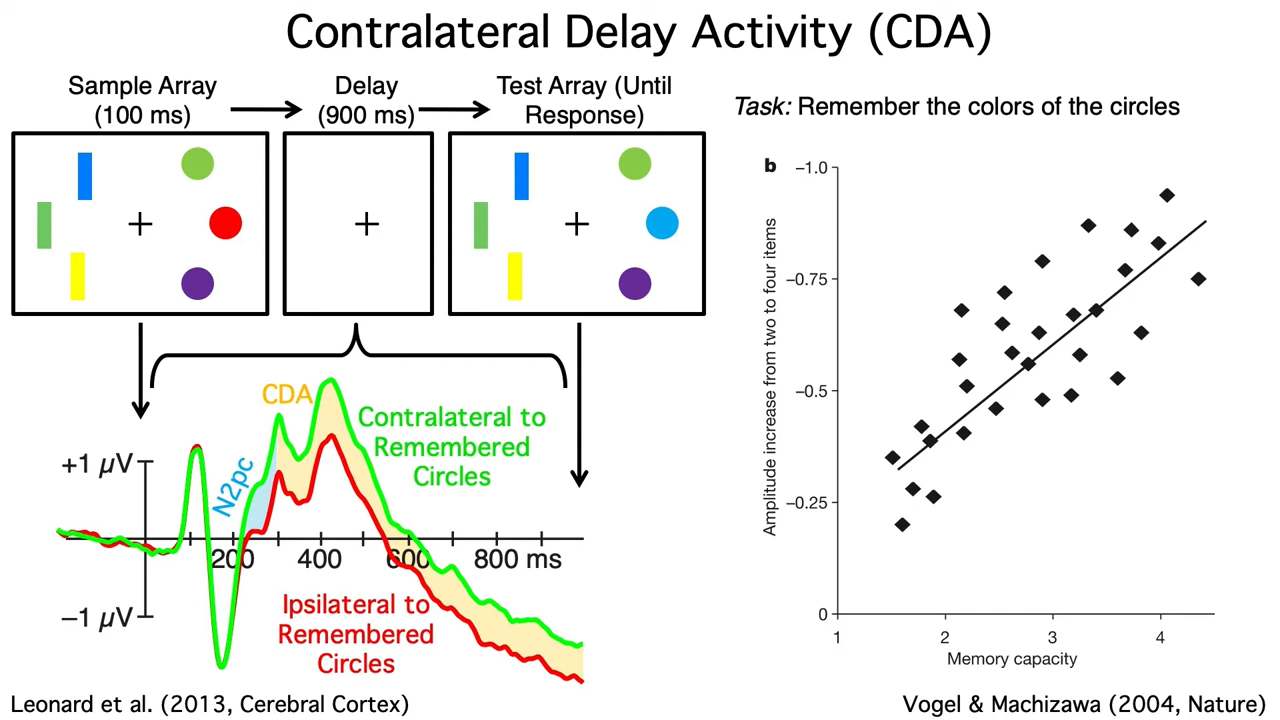 Contralateral Delay Activity (CDA)
Sample Array
(100 ms)
Delay
(900 ms)
Test Array (Until
Response)
Task: Remember the colors of the circles
CDA
N2pc
Contralateral to
Remembered
Circles
+1 µV
200 400 600 800 ms
−1 µV
Ipsilateral to
Remembered
Circles
Leonard et al. (2013, Cerebral Cortex)
b
−1.0
−0.75
−0.5
−0.25
0
Amplitude increase from two to four items
1 2 3 4
Memory capacity
Vogel & Machizawa (2004, Nature)